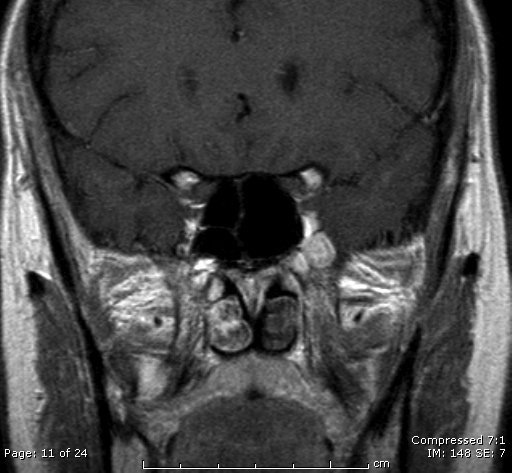 Compressed 7:1
Page: 11 of 24
IM: 148 SE: 7
cm